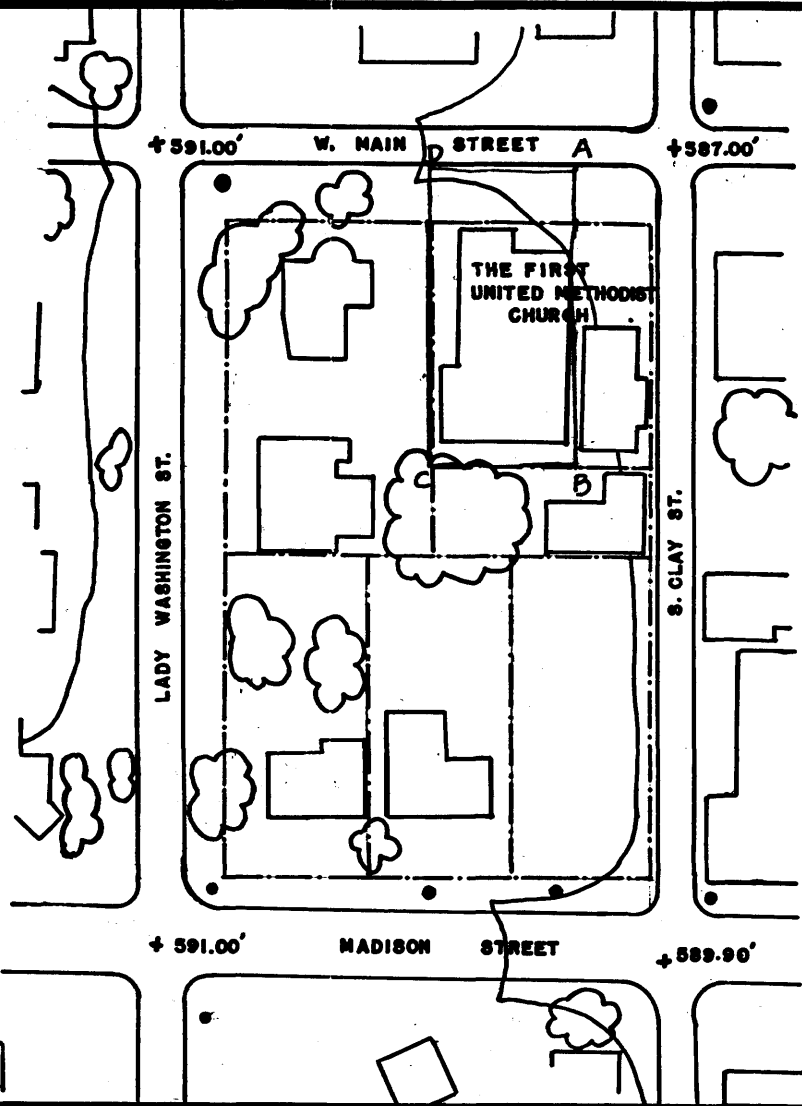 + 591.00'
W. MAIN STREET
+ 587.00'
D
A
THE FIRST
UNITED METHODIST
CHURCH
C
B
LADY WASHINGTON ST.
S. CLAY ST.
+ 591.00'
MADISON STREET
+ 589.90'